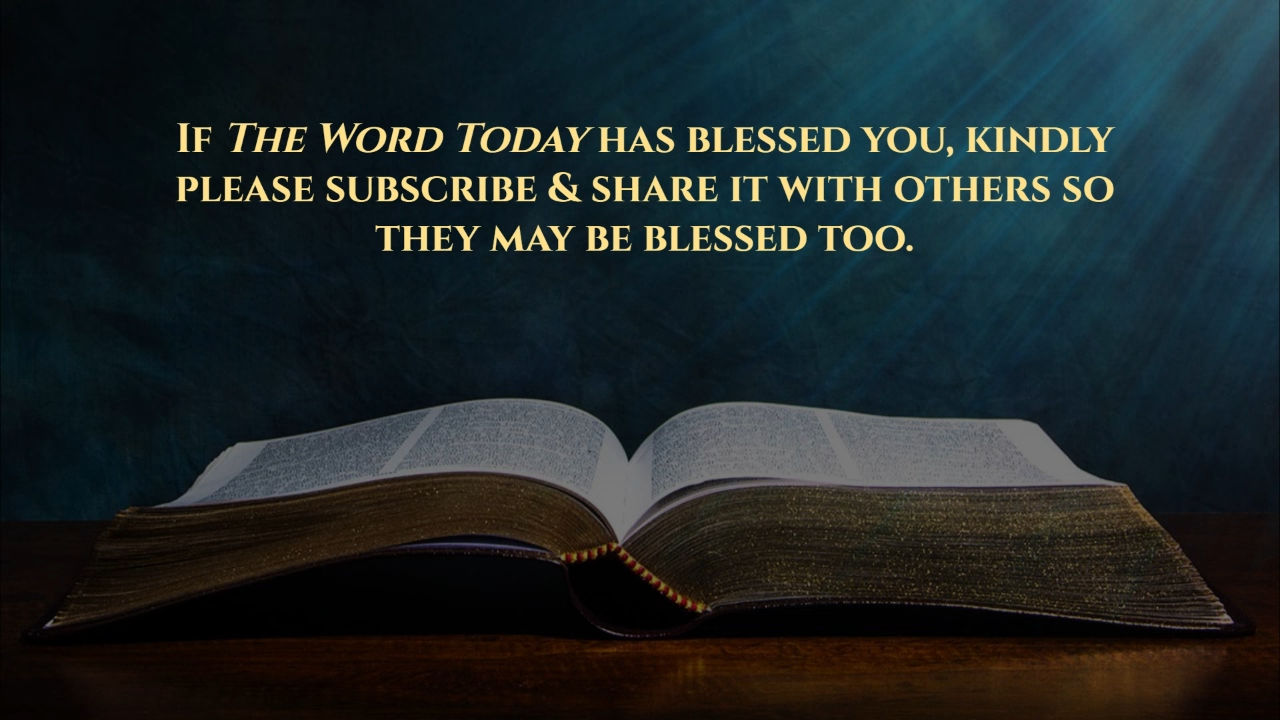 If The Word Today has blessed you, kindly
please subscribe & share it with others so
they may be blessed too.